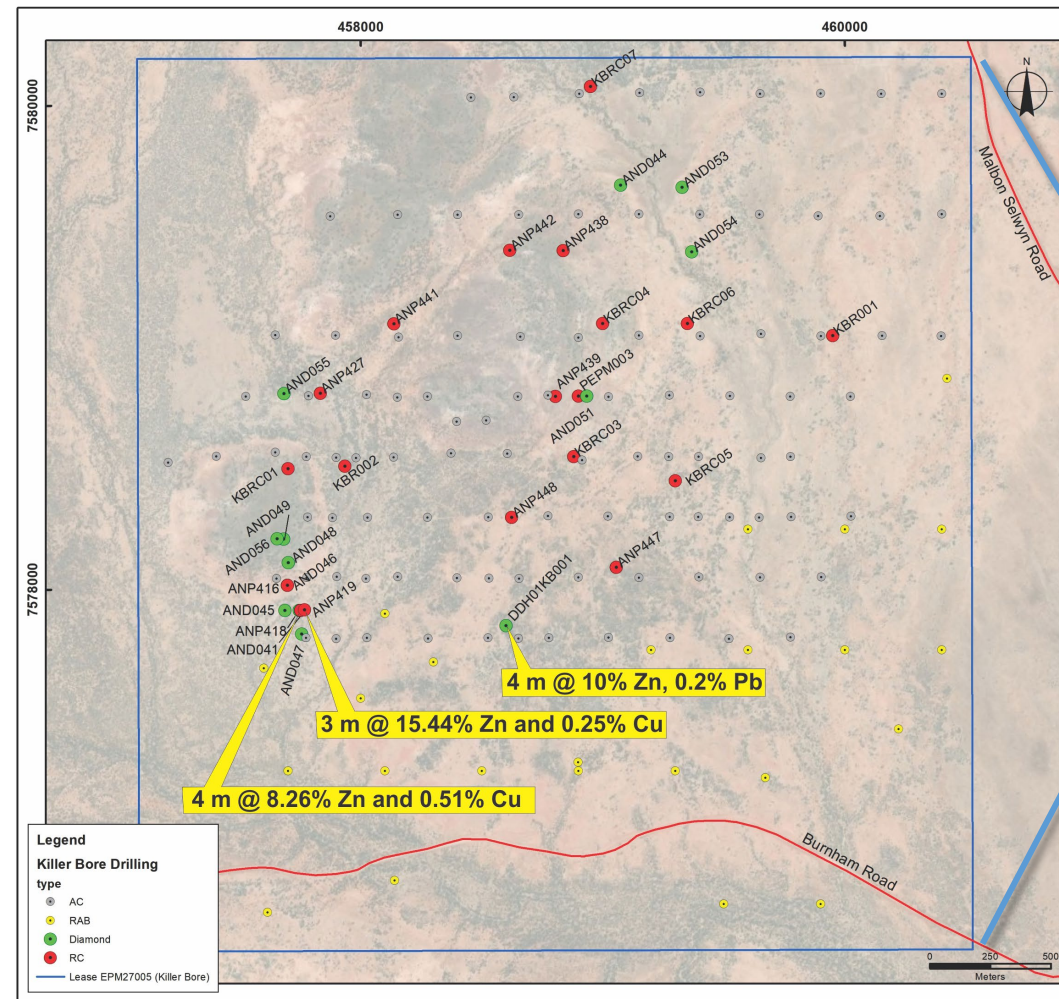 458000
460000
7580000
7578000
N
KBRC07
AND044
AND053
AND054
ANP442
ANP438
Malbon Selwyn Road
ANP441
KBRC04
KBRC06
KBR001
AND055
ANP427
ANP439
PEPM003
AND051
KBRC03
KBRC01
KBR002
KBRC05
AND049
ANP448
AND056
AND048
ANP447
ANP416
AND046
AND045
ANP419
ANP418
AND041
AND047
DDH01KB001
4 m @ 10% Zn, 0.2% Pb
3 m @ 15.44% Zn and 0.25% Cu
4 m @ 8.26% Zn and 0.51% Cu
Burnham Road
Legend
Killer Bore Drilling
type
AC
RAB
Diamond
RC
Lease EPM27005 (Killer Bore)
0 250 500
Meters